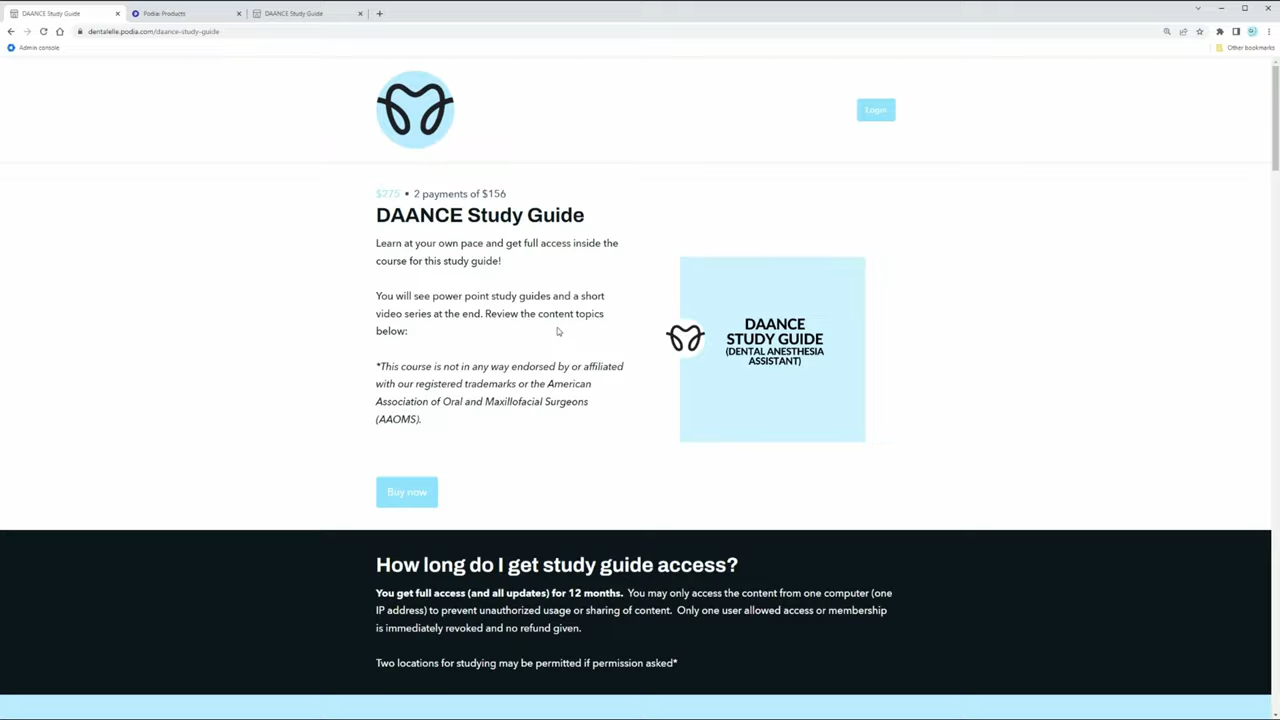 DAANCE Study Guide
Podia: Products
DAANCE Study Guide
dentalelle.podia.com/daance-study-guide
Admin console
Other bookmarks
Login
$275 • 2 payments of $156
DAANCE Study Guide
Learn at your own pace and get full access inside the
course for this study guide!
You will see power point study guides and a short
video series at the end. Review the content topics
below:
*This course is not in any way endorsed by or affiliated
with our registered trademarks or the American
Association of Oral and Maxillofacial Surgeons
(AAOMS).
DAANCE
STUDY GUIDE
(DENTAL ANESTHESIA
ASSISTANT)
Buy now
How long do I get study guide access?
You get full access (and all updates) for 12 months. You may only access the content from one computer (one
IP address) to prevent unauthorized usage or sharing of content. Only one user allowed access or membership
is immediately revoked and no refund given.
Two locations for studying may be permitted if permission asked*